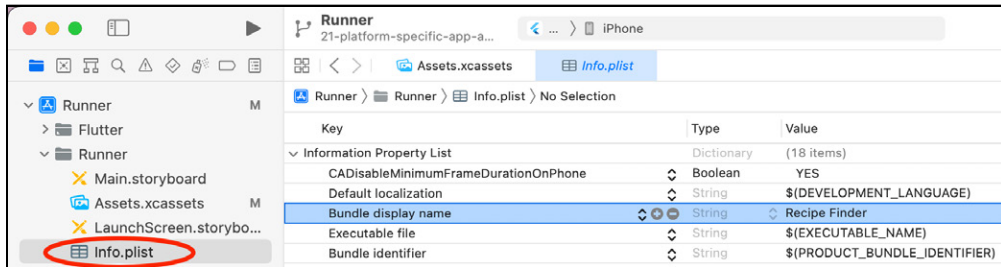 Runner
21-platform-specific-app-a...
... 〉 iPhone
Assets.xcassets
Info.plist
Runner 〉 Runner 〉 Info.plist 〉 No Selection
Runner M
Flutter
Runner
Main.storyboard
Assets.xcassets M
LaunchScreen.storybo...
Info.plist
Key Type Value
Information Property List Dictionary (18 items)
CADisableMinimumFrameDurationOnPhone Boolean YES
Default localization String $(DEVELOPMENT_LANGUAGE)
Bundle display name String Recipe Finder
Executable file String $(EXECUTABLE_NAME)
Bundle identifier String $(PRODUCT_BUNDLE_IDENTIFIER)